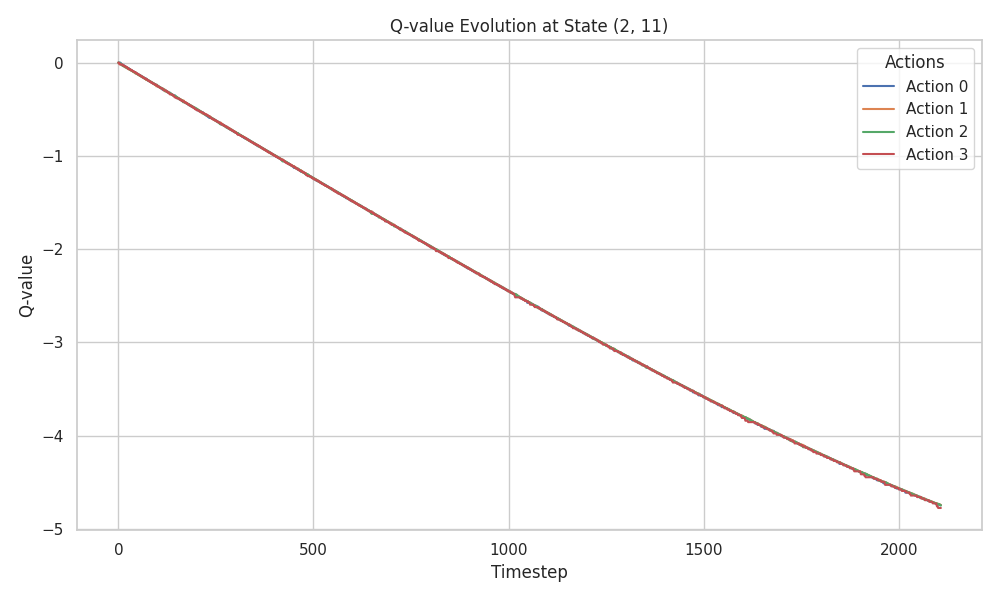 Q-value Evolution at State (2, 11)
Actions
Action 0
Action 1
Action 2
Action 3
Q-value
0
−1
−2
−3
−4
−5
0 500 1000 1500 2000
Timestep